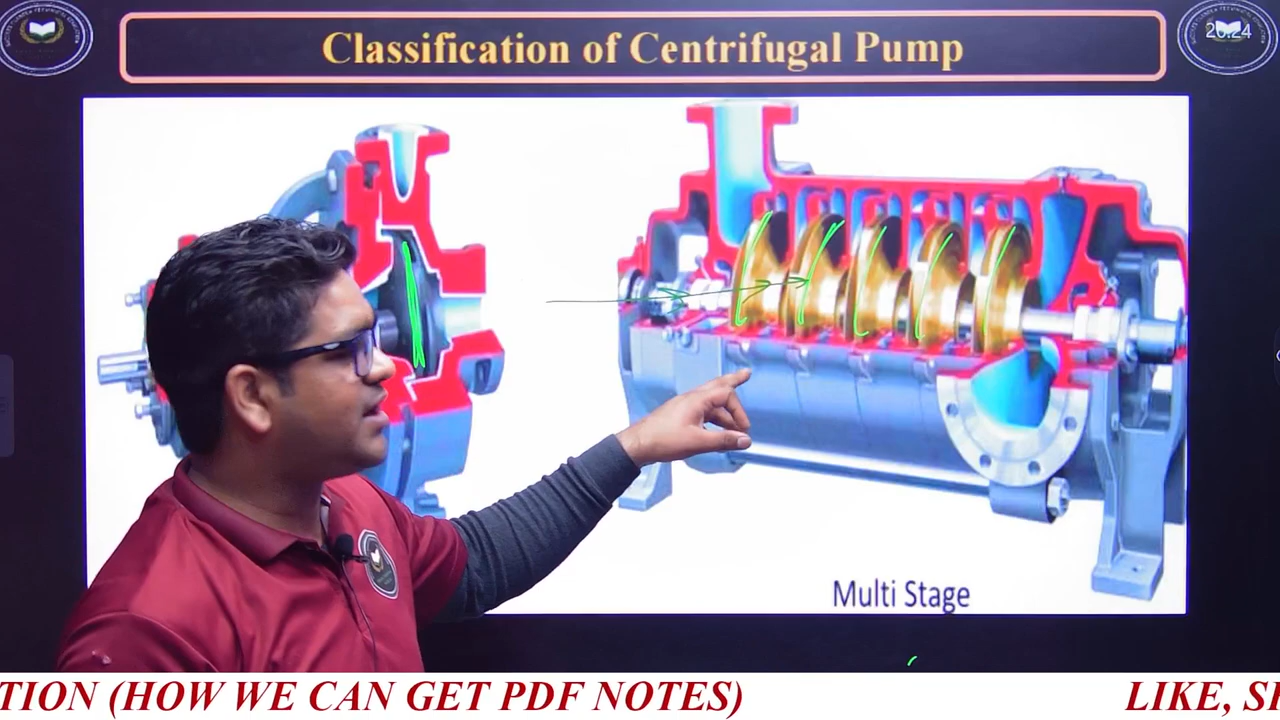 Classification of Centrifugal Pump
20:24
Multi Stage
TION (HOW WE CAN GET PDF NOTES)
LIKE, SI